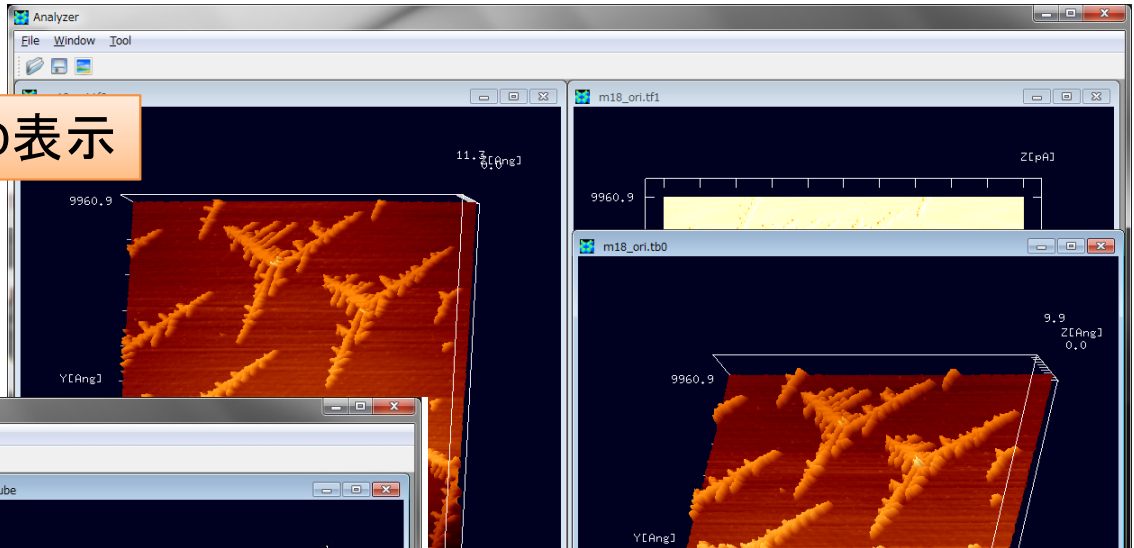 Analyzer
File Window Tool
表示
m18_ori.tf1
11.3
Z[Ang]
0.0
9960.9
Y[Ang]
Z[pA]
9960.9
m18_ori.tb0
9.9
Z[Ang]
0.0
9960.9
Y[Ang]
ube